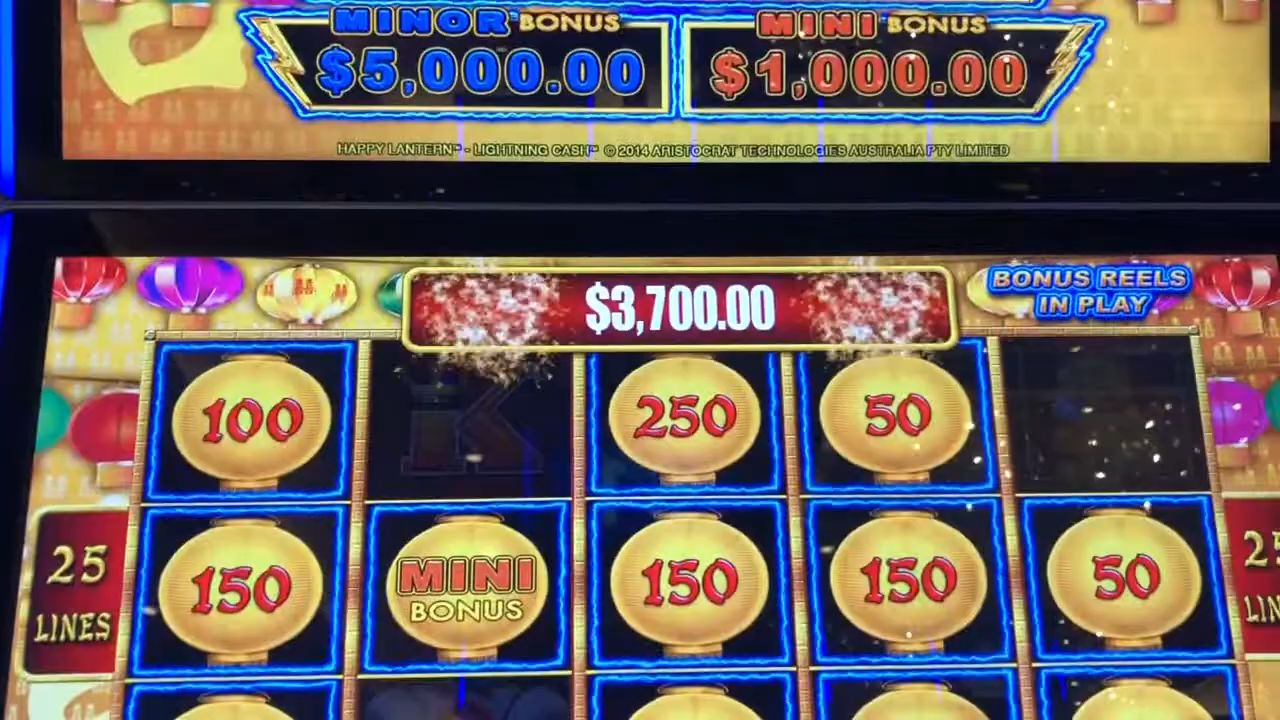 MINOR BONUS
$5,000.00
MINI BONUS
$1,000.00
HAPPY LANTERN™ - LIGHTNING CASH™ © 2014 ARISTOCRAT TECHNOLOGIES AUSTRALIA PTY LIMITED
$3,700.00
BONUS REELS
IN PLAY
100
K
250
50
25
LINES
150
MINI
BONUS
150
150
50